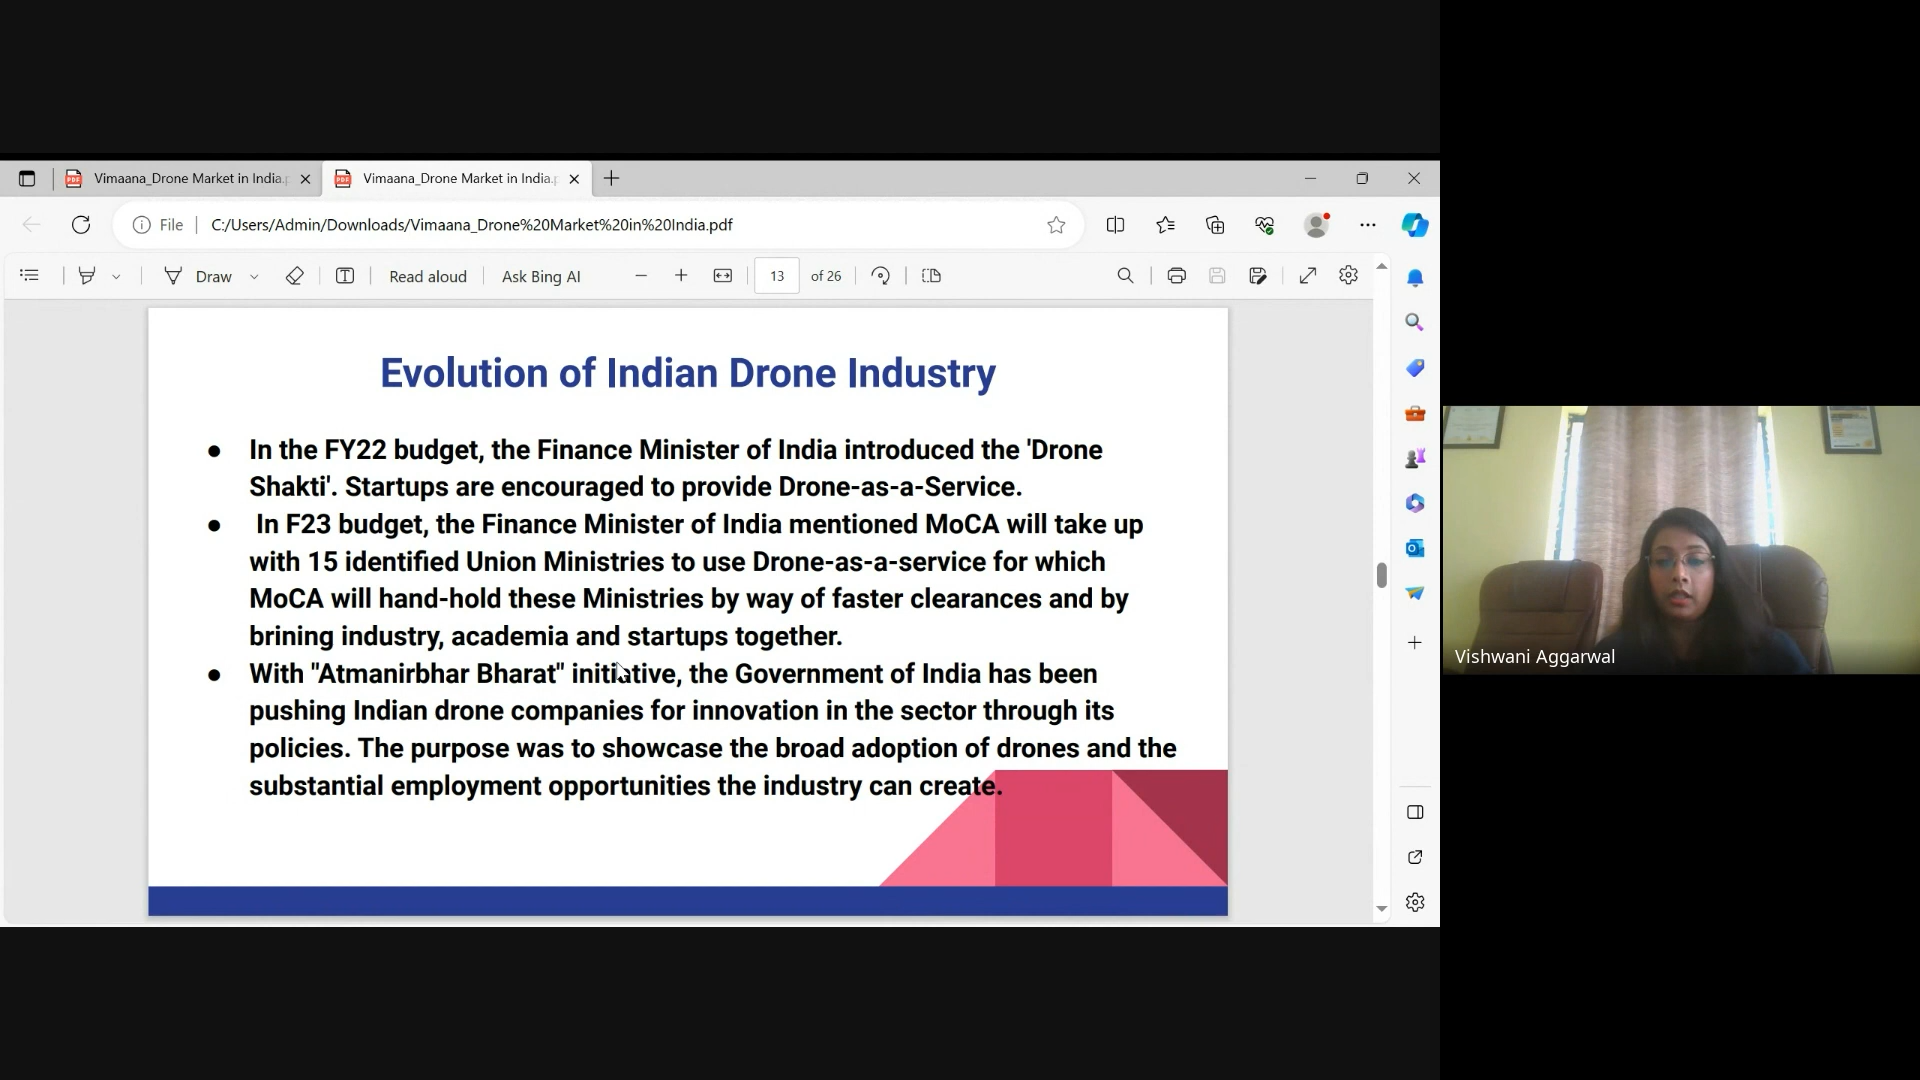 Vimaana_Drone Market in India.p
Vimaana_Drone Market in India.p
File
C:/Users/Admin/Downloads/Vimaana_Drone%20Market%20in%20India.pdf
Draw
Read aloud
Ask Bing AI
13
of 26
Evolution of Indian Drone Industry
● In the FY22 budget, the Finance Minister of India introduced the 'Drone
Shakti'. Startups are encouraged to provide Drone-as-a-Service.
● In F23 budget, the Finance Minister of India mentioned MoCA will take up
with 15 identified Union Ministries to use Drone-as-a-service for which
MoCA will hand-hold these Ministries by way of faster clearances and by
brining industry, academia and startups together.
● With "Atmanirbhar Bharat" initiative, the Government of India has been
pushing Indian drone companies for innovation in the sector through its
policies. The purpose was to showcase the broad adoption of drones and the
substantial employment opportunities the industry can create.
Vishwani Aggarwal